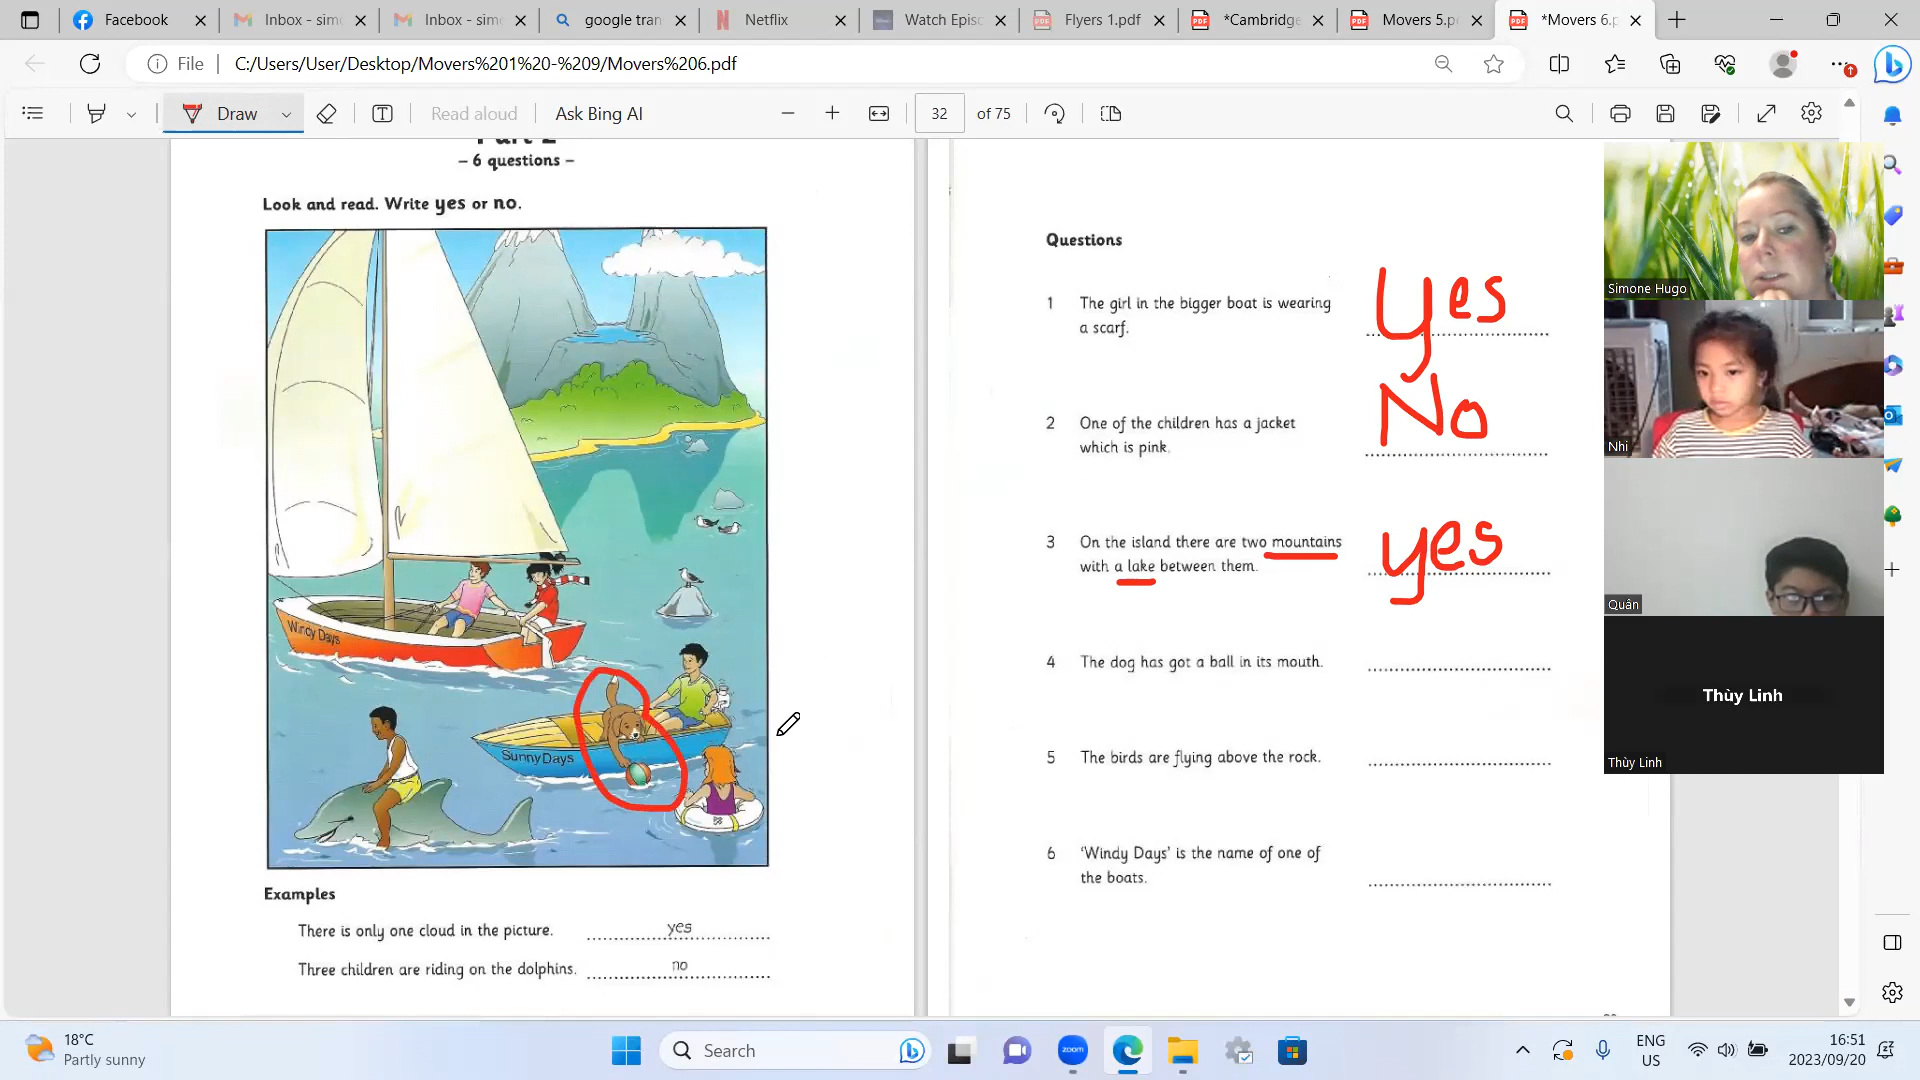 Facebook
Inbox - sim
Inbox - sim
google tran
Netflix
Watch Epis
Flyers 1.pdf
*Cambridge
Movers 5.p
*Movers 6.p
File
C:/Users/User/Desktop/Movers%201%20-%209/Movers%206.pdf
Draw
Read aloud
Ask Bing AI
32 of 75
Part 2
– 6 questions –
Look and read. Write yes or no.
Windy Days
Sunny Days
Examples
There is only one cloud in the picture. yes
Three children are riding on the dolphins. no
Questions
1 The girl in the bigger boat is wearing
a scarf. Yes
2 One of the children has a jacket
which is pink. No
3 On the island there are two mountains
with a lake between them. yes
4 The dog has got a ball in its mouth.
5 The birds are flying above the rock.
6 'Windy Days' is the name of one of
the boats.
Simone Hugo
Nhi
Quân
Thùy Linh
Thùy Linh
18°C
Partly sunny
Search
zoom
ENG
US
16:51
2023/09/20